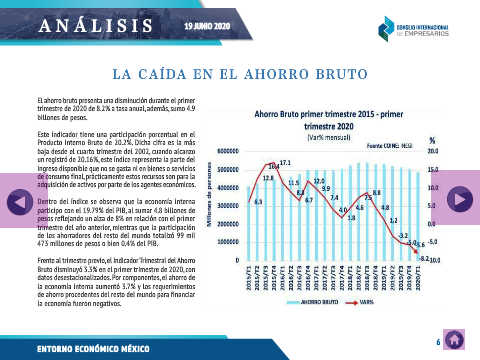 ANÁLISIS
19 JUNIO 2020
CONSEJO INTERNACIONAL
DE EMPRESARIOS
LA CAÍDA EN EL AHORRO BRUTO
El ahorro bruto presenta una disminución durante el primer
trimestre de 2020 de 8.2% a tasa anual, además, sumo 4.9
billones de pesos.
Este indicador tiene una participación porcentual en el
Producto Interno Bruto de 20.2%. Dicha cifra es la más
baja desde el cuarto trimestre del 2002, cuando alcanzo
un registró de 20.16%, este índice representa la parte del
ingreso disponible que no se gasta ni en bienes o servicios
de consumo final, prácticamente estos recursos son para la
adquisición de activos por parte de los agentes económicos.
Dentro del índice se observa que la economía interna
participo con el 19.79% del PIB, al sumar 4.8 billones de
pesos reflejando un alza de 8% en relación con el primer
trimestre del año anterior, mientras que la participación
de los ahorradores del resto del mundo totalizó 99 mil
473 millones de pesos o bien 0.4% del PIB.
Frente al trimestre previo, el Indicador Trimestral del Ahorro
Bruto disminuyó 3.3% en el primer trimestre de 2020, con
datos desestacionalizados. Por componentes, el ahorro de
la economía interna aumentó 3.7% y los requerimientos
de ahorro procedentes del resto del mundo para financiar
la economía fueron negativos.
Ahorro Bruto primer trimestre 2015 - primer
trimestre 2020
(Var% mensual)
Fuente COINEI: INEGI
%
Millones de pesos
6000000
5000000
4000000
3000000
2000000
1000000
0
20.0
15.0
10.0
5.0
0.0
-5.0
-10.0
6.3
12.8
16.4
17.1
11.5
8.8
6.7
12.0
9.9
7.4
4.0
1.8
4.6
7.5
8.8
4.8
1.2
-3.2
-5.0
-5.6
-8.2
2015/T1
2015/T2
2015/T3
2015/T4
2016/T1
2016/T2
2016/T3
2016/T4
2017/T1
2017/T2
2017/T3
2017/T4
2018/T1
2018/T2
2018/T3
2018/T4
2019/T1
2019/T2
2019/T3
2019/T4
2020/T1
AHORRO BRUTO
VAR%
ENTORNO ECONÓMICO MÉXICO
6